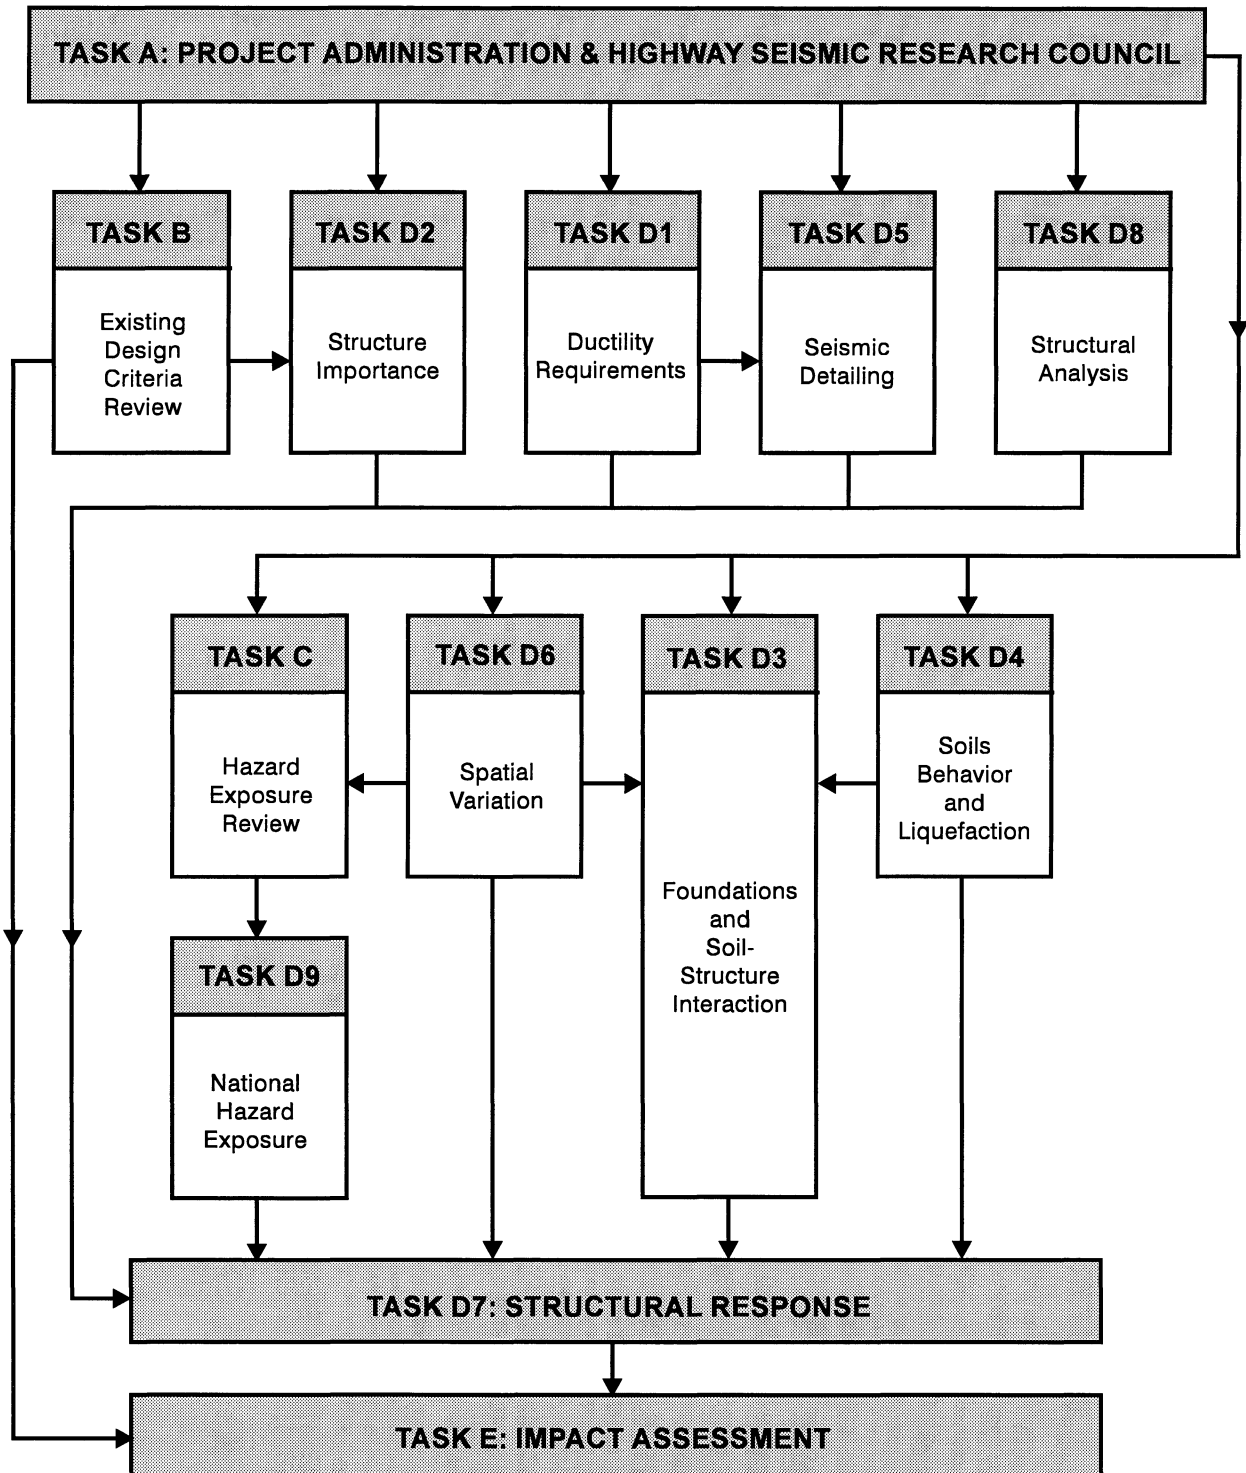 TASK A: PROJECT ADMINISTRATION & HIGHWAY SEISMIC RESEARCH COUNCIL
TASK B
Existing
Design
Criteria
Review
TASK D2
Structure
Importance
TASK D1
Ductility
Requirements
TASK D5
Seismic
Detailing
TASK D8
Structural
Analysis
TASK C
Hazard
Exposure
Review
TASK D6
Spatial
Variation
TASK D3
Foundations
and
Soil-
Structure
Interaction
TASK D4
Soils
Behavior
and
Liquefaction
TASK D9
National
Hazard
Exposure
TASK D7: STRUCTURAL RESPONSE
TASK E: IMPACT ASSESSMENT